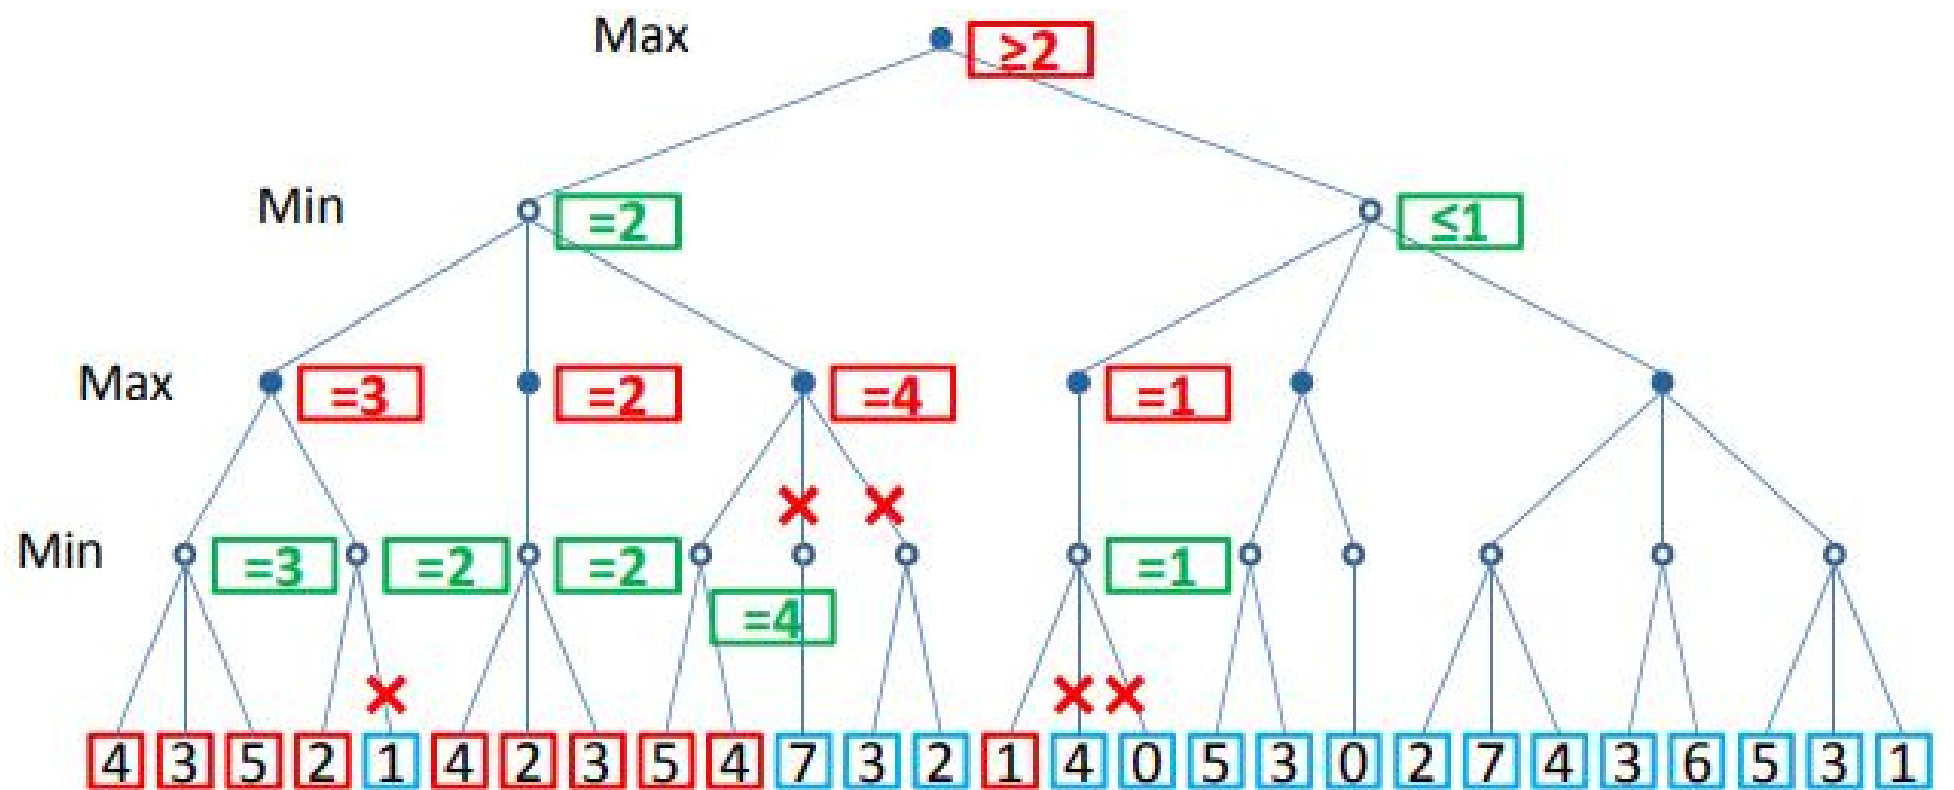 Max ≥2
Min =2 ≤1
Max =3 =2 =4 =1
Min =3 =2 =2 =1
=4
4 3 5 2 1 4 2 3 5 4 7 3 2 1 4 0 5 3 0 2 7 4 3 6 5 3 1